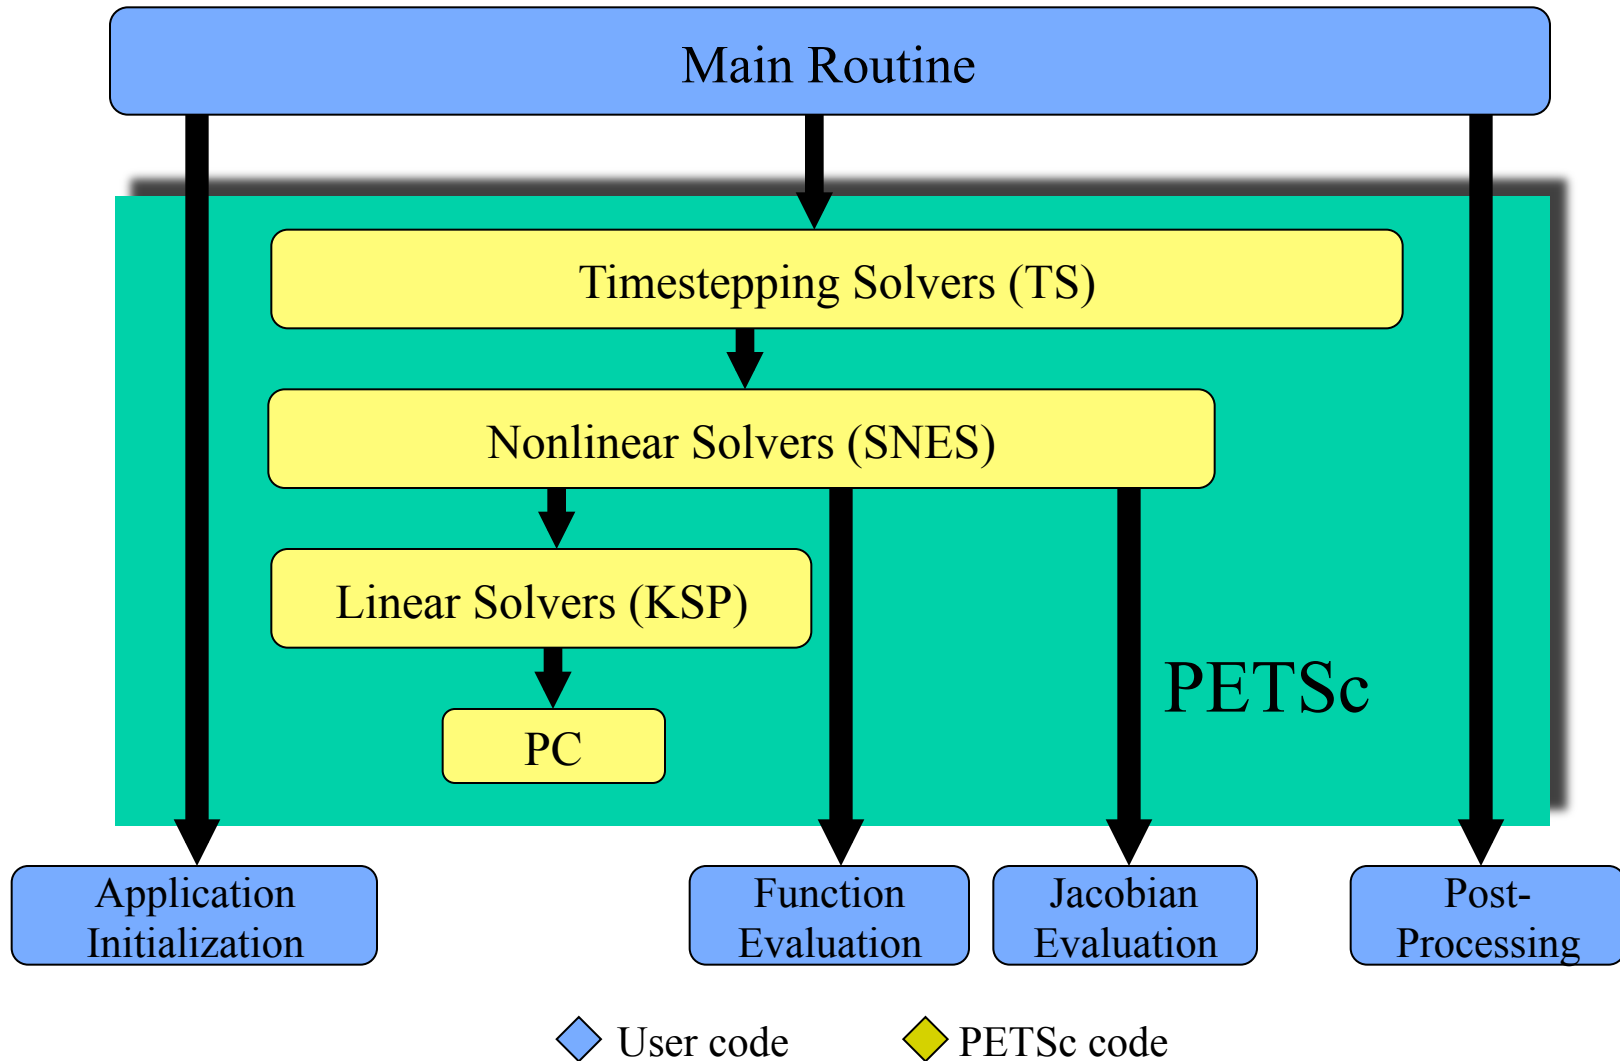 Main Routine
Timestepping Solvers (TS)
Nonlinear Solvers (SNES)
Linear Solvers (KSP)
PETSc
PC
Application
Initialization
Function
Evaluation
Jacobian
Evaluation
Post-
Processing
User code
PETSc code